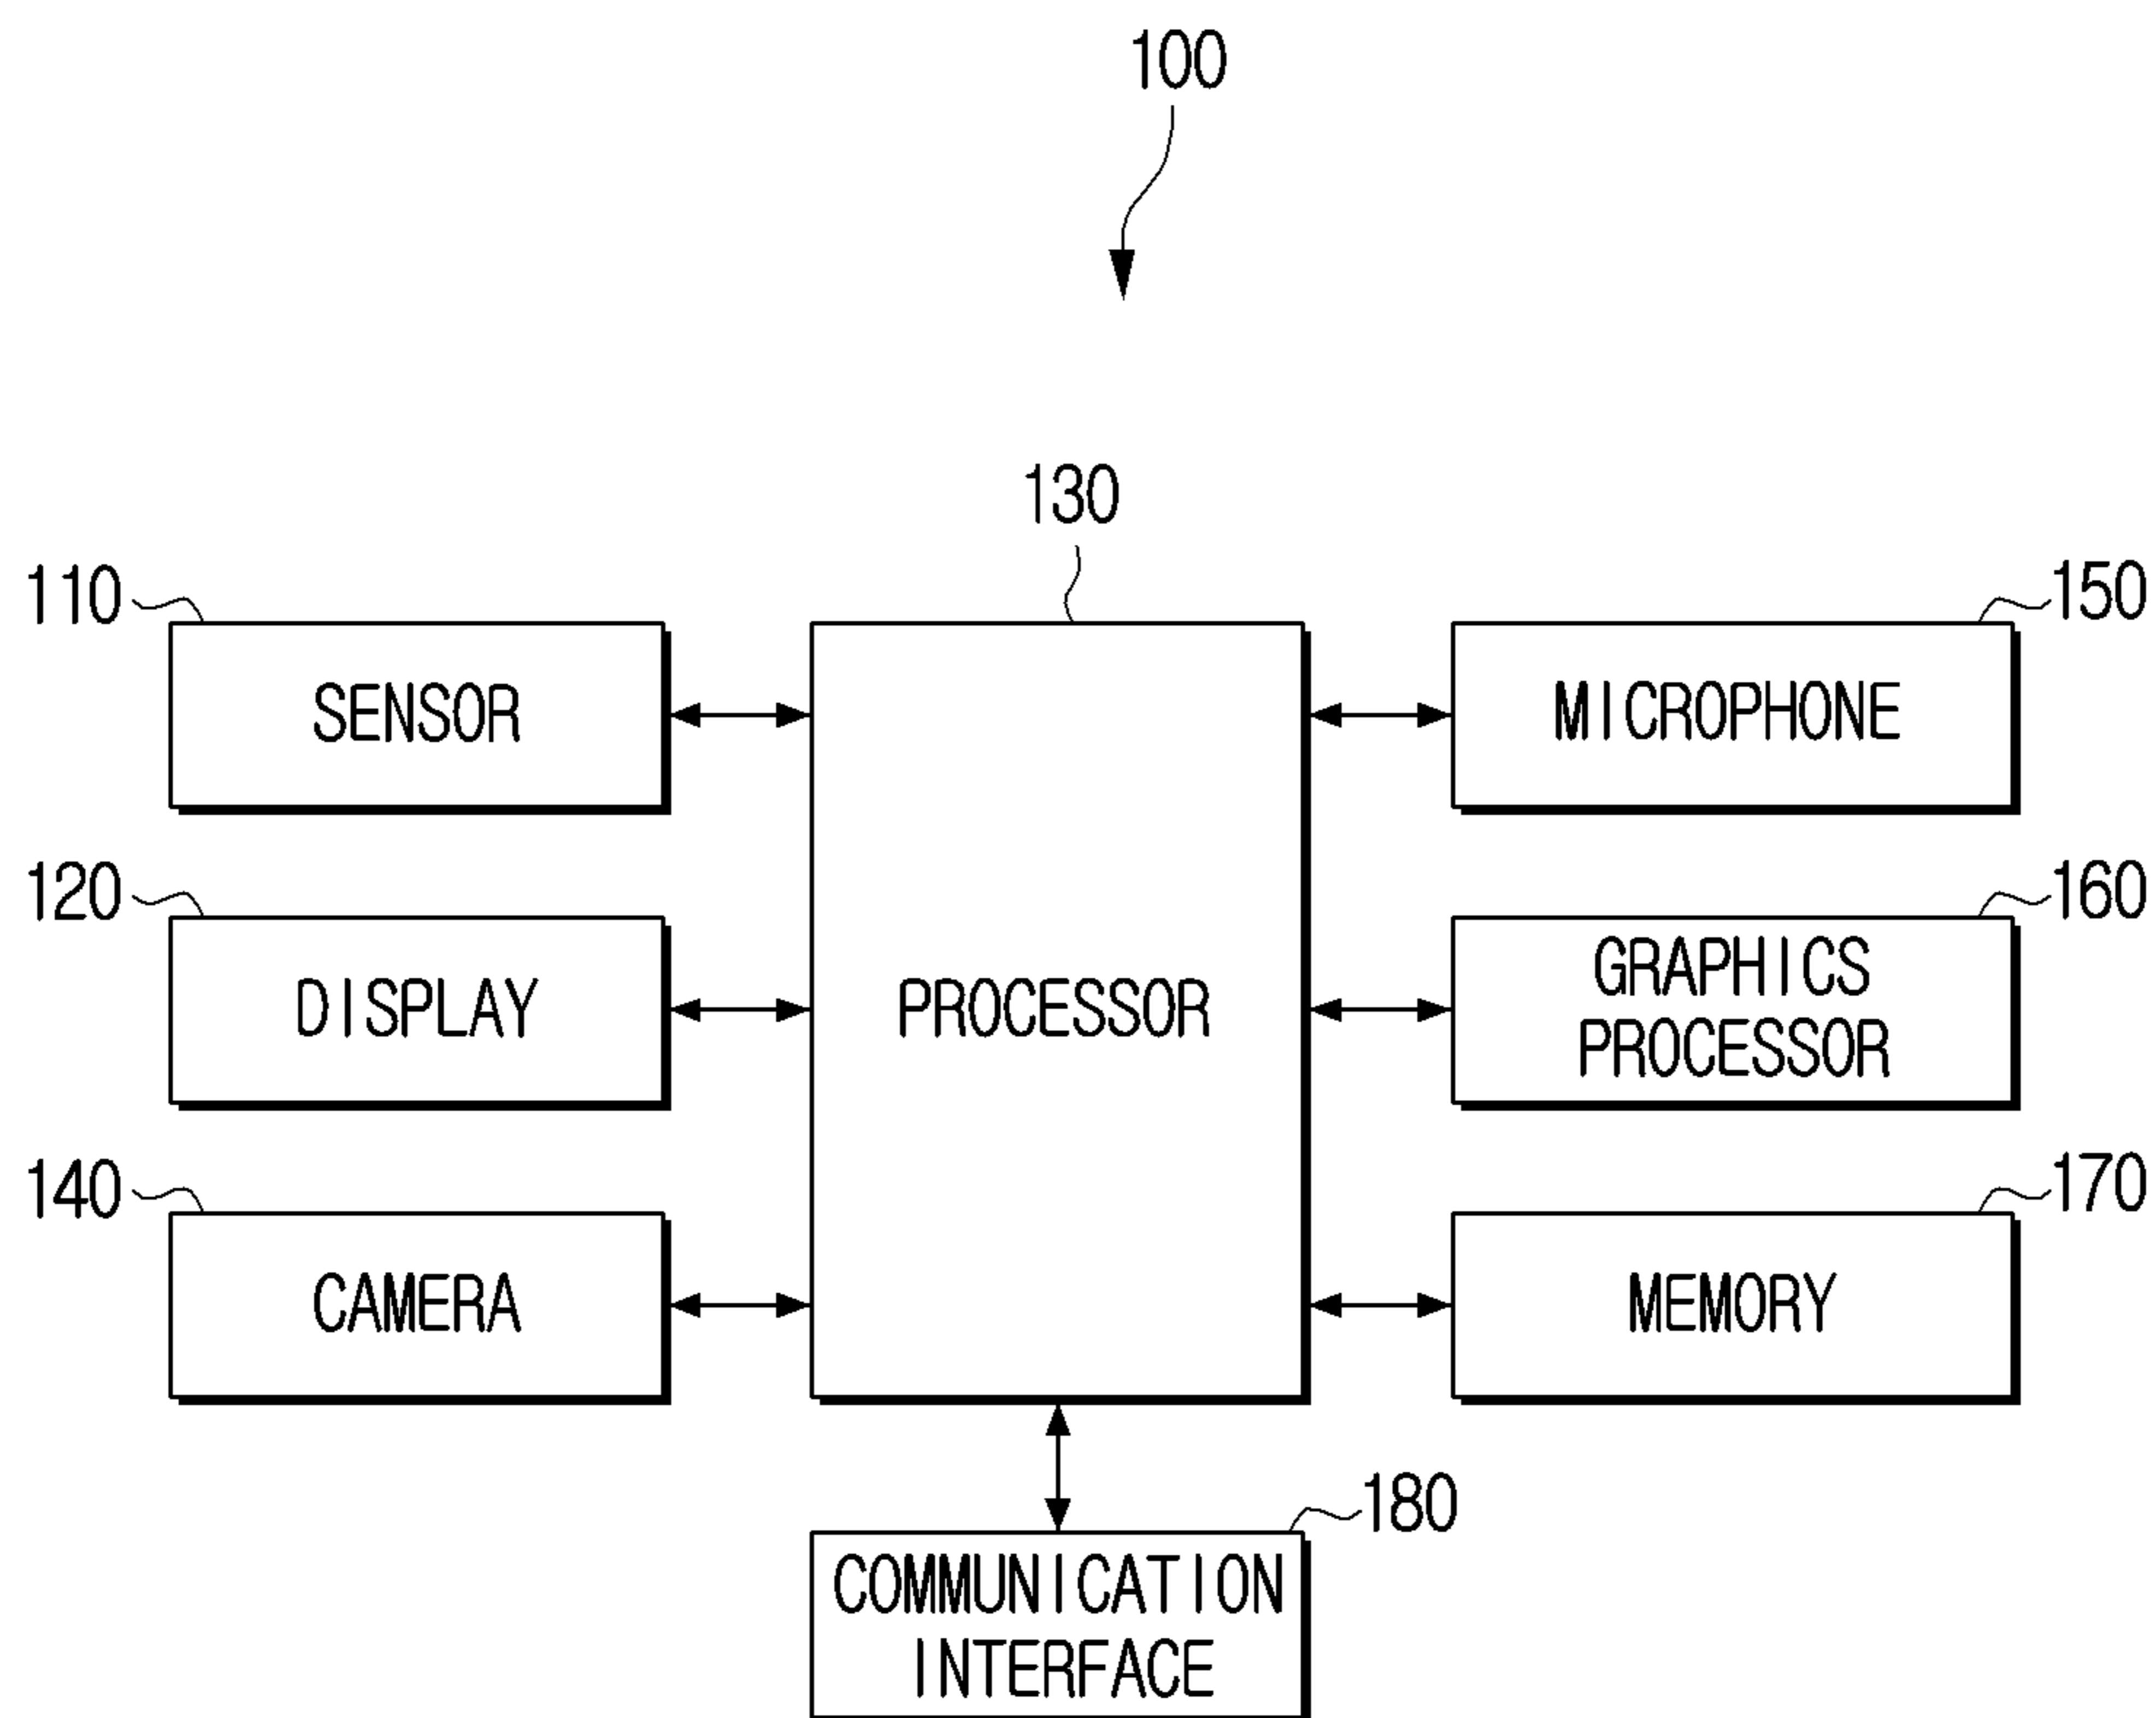 100
130
110
150
SENSOR
MICROPHONE
120
160
DISPLAY
PROCESSOR
GRAPHICS
PROCESSOR
140
170
CAMERA
MEMORY
180
COMMUNICATION
INTERFACE